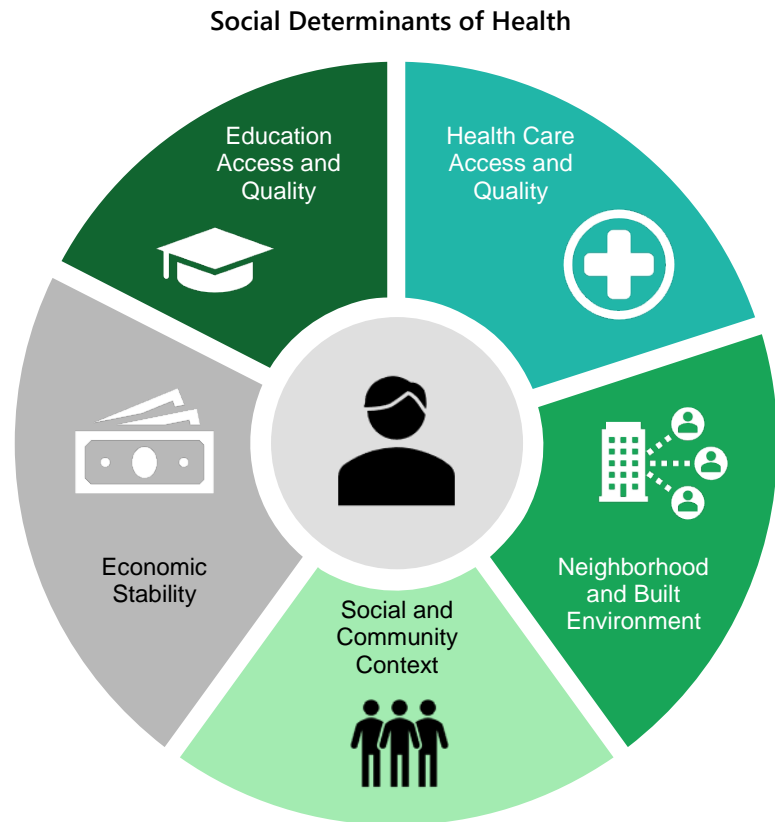 Social Determinants of Health
Education
Access and
Quality
Health Care
Access and
Quality
Economic
Stability
Neighborhood
and Built
Environment
Social and
Community
Context